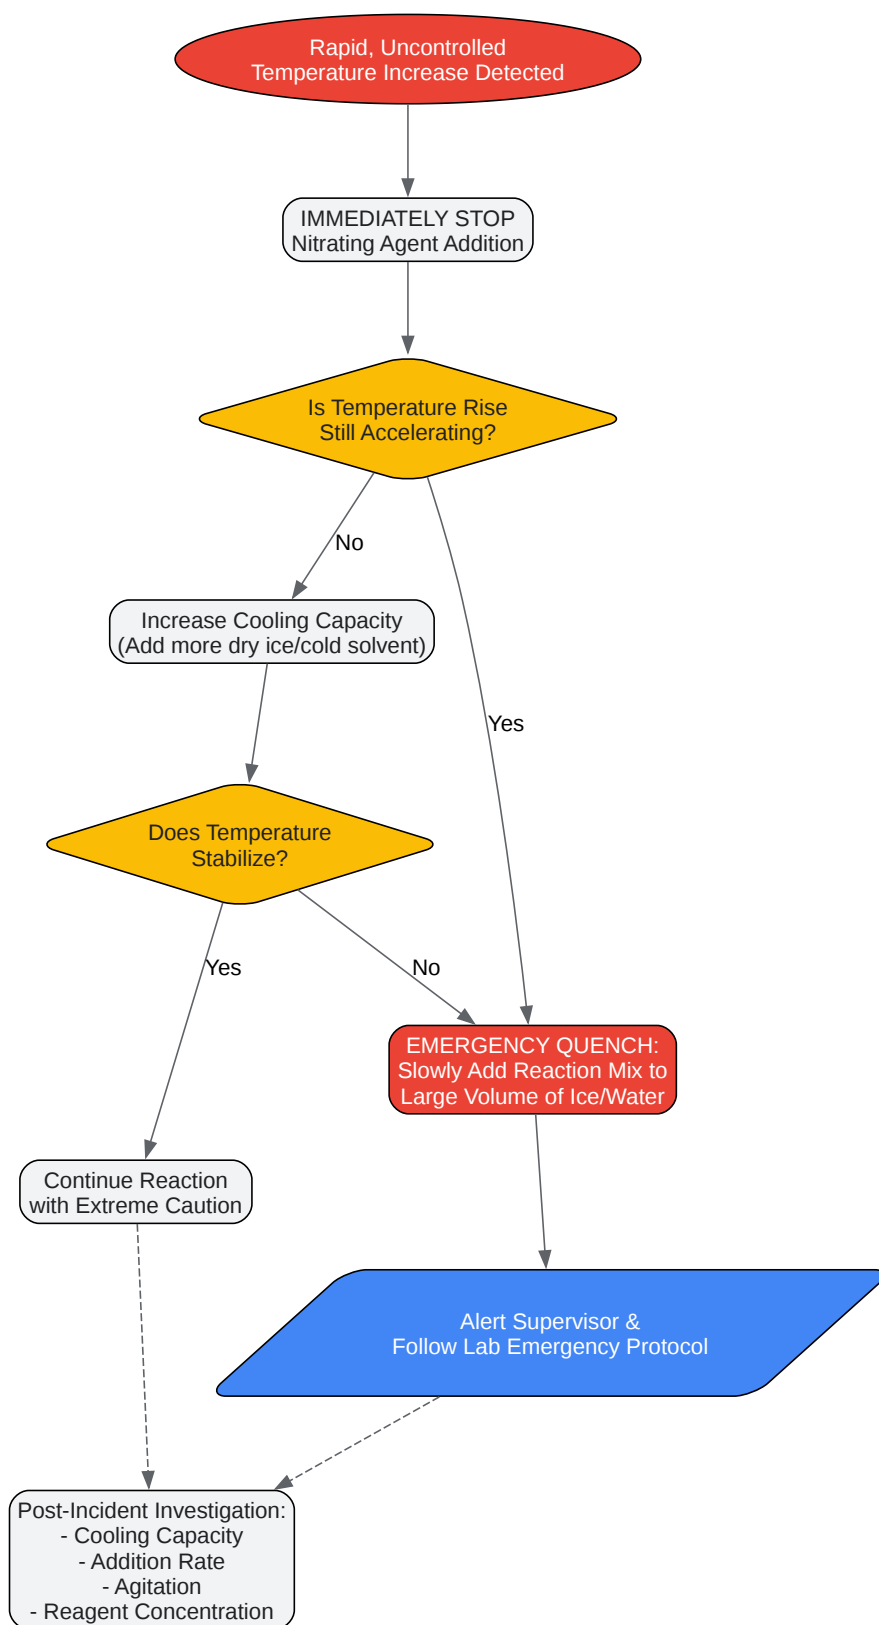 Rapid, Uncontrolled
Temperature Increase Detected
IMMEDIATELY STOP
Nitrating Agent Addition
Is Temperature Rise
Still Accelerating?
No
Increase Cooling Capacity
(Add more dry ice/cold solvent)
Yes
Does Temperature
Stabilize?
Yes
No
EMERGENCY QUENCH:
Slowly Add Reaction Mix to
Large Volume of Ice/Water
Continue Reaction
with Extreme Caution
Alert Supervisor &
Follow Lab Emergency Protocol
Post-Incident Investigation:
- Cooling Capacity
- Addition Rate
- Agitation
- Reagent Concentration